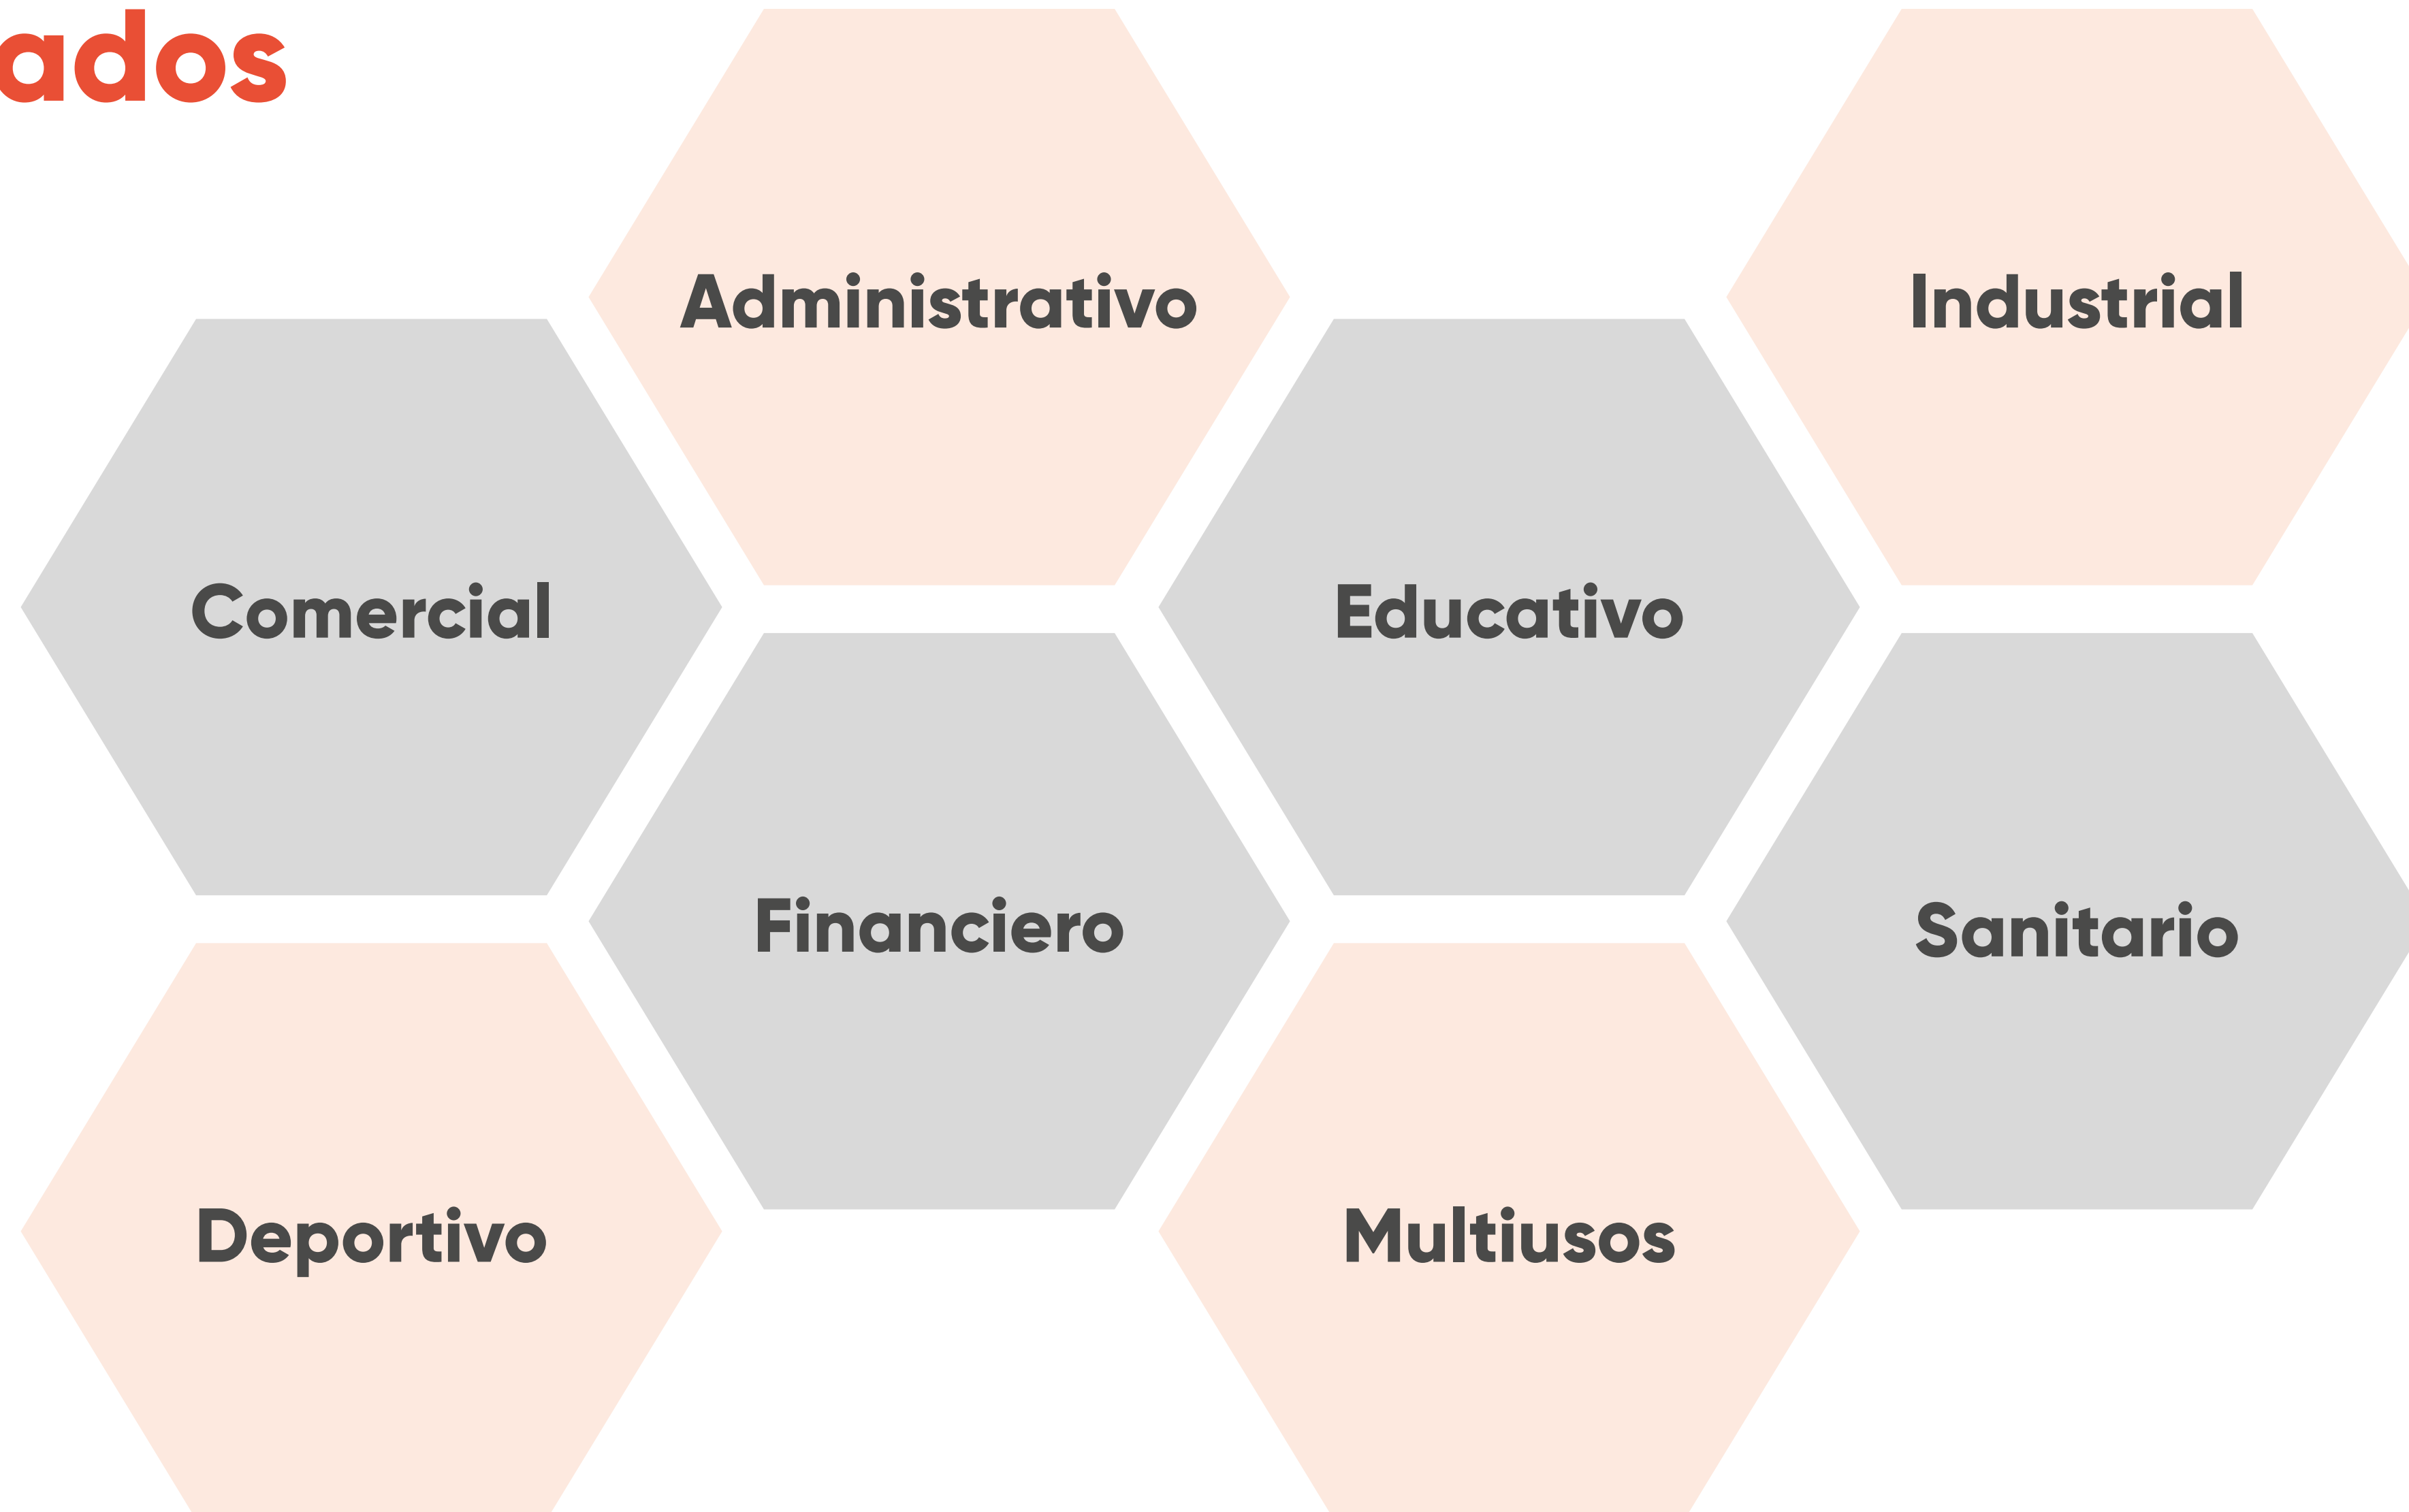 ados
Administrativo
Industrial
Comercial
Educativo
Financiero
Sanitario
Deportivo
Multiusos